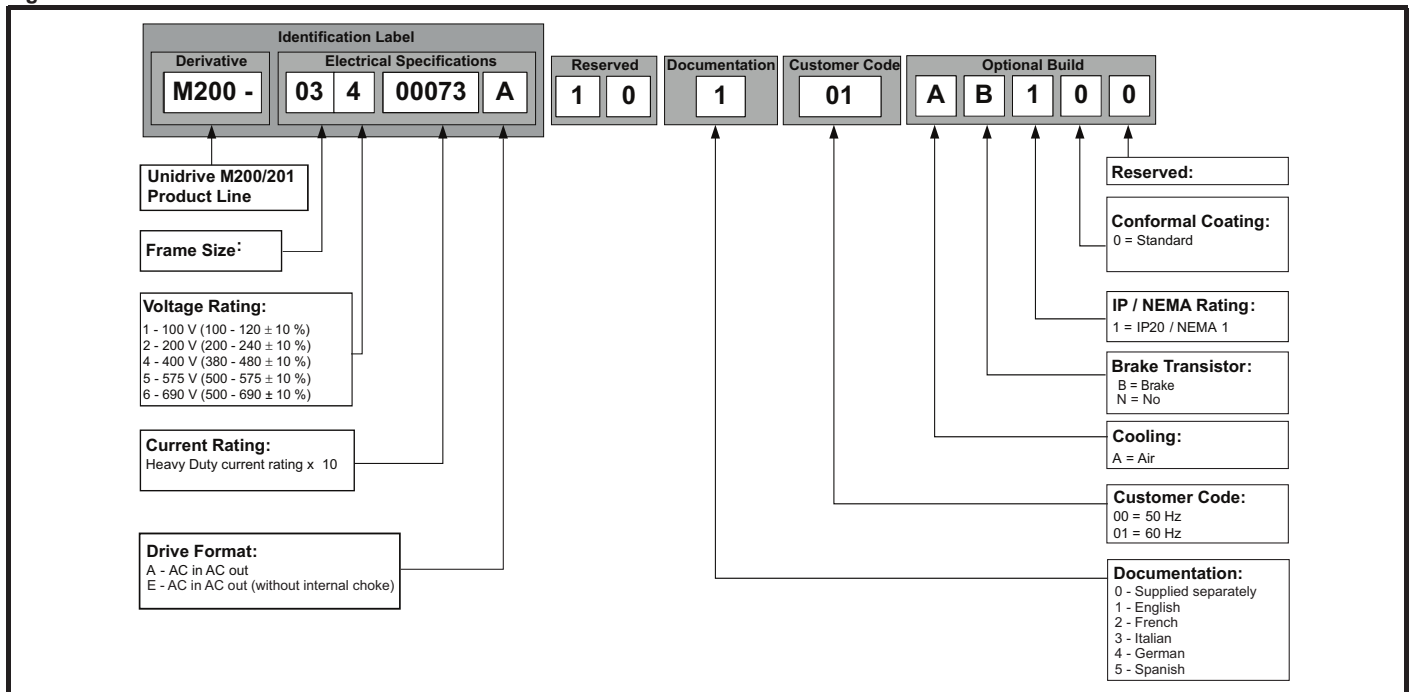 Identification Label
Derivative
Electrical Specifications
Reserved
Documentation
Customer Code
Optional Build
M200 -
03
4
00073
A
1
0
1
01
A
B
1
0
0
Unidrive M200/201
Product Line
Frame Size:
Voltage Rating:
1 - 100 V (100 - 120 ± 10 %)
2 - 200 V (200 - 240 ± 10 %)
4 - 400 V (380 - 480 ± 10 %)
5 - 575 V (500 - 575 ± 10 %)
6 - 690 V (500 - 690 ± 10 %)
Current Rating:
Heavy Duty current rating x 10
Drive Format:
A - AC in AC out
E - AC in AC out (without internal choke)
Reserved:
Conformal Coating:
0 = Standard
IP / NEMA Rating:
1 = IP20 / NEMA 1
Brake Transistor:
B = Brake
N = No
Cooling:
A = Air
Customer Code:
00 = 50 Hz
01 = 60 Hz
Documentation:
0 - Supplied separately
1 - English
2 - French
3 - Italian
4 - German
5 - Spanish